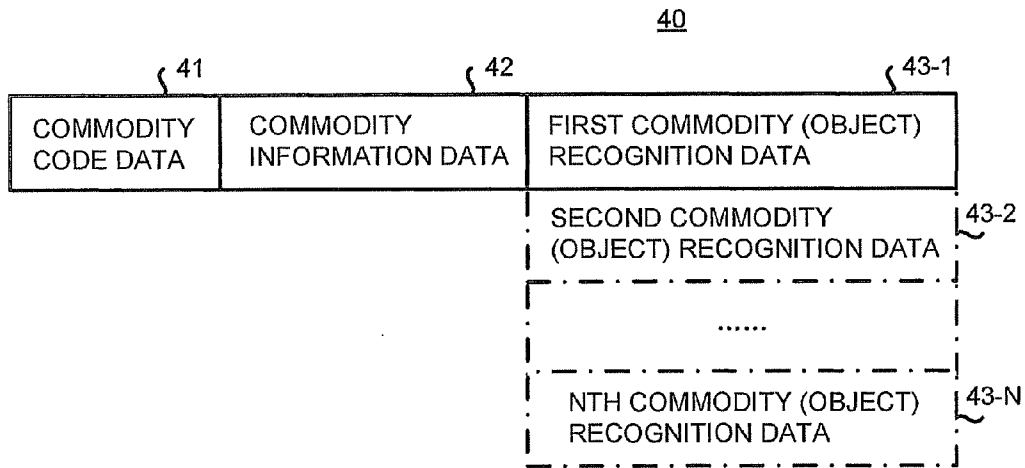 40
41
42
43-1
COMMODITY
CODE DATA
COMMODITY
INFORMATION DATA
FIRST COMMODITY (OBJECT)
RECOGNITION DATA
SECOND COMMODITY
(OBJECT) RECOGNITION DATA
43-2
......
NTH COMMODITY (OBJECT)
RECOGNITION DATA
43-N